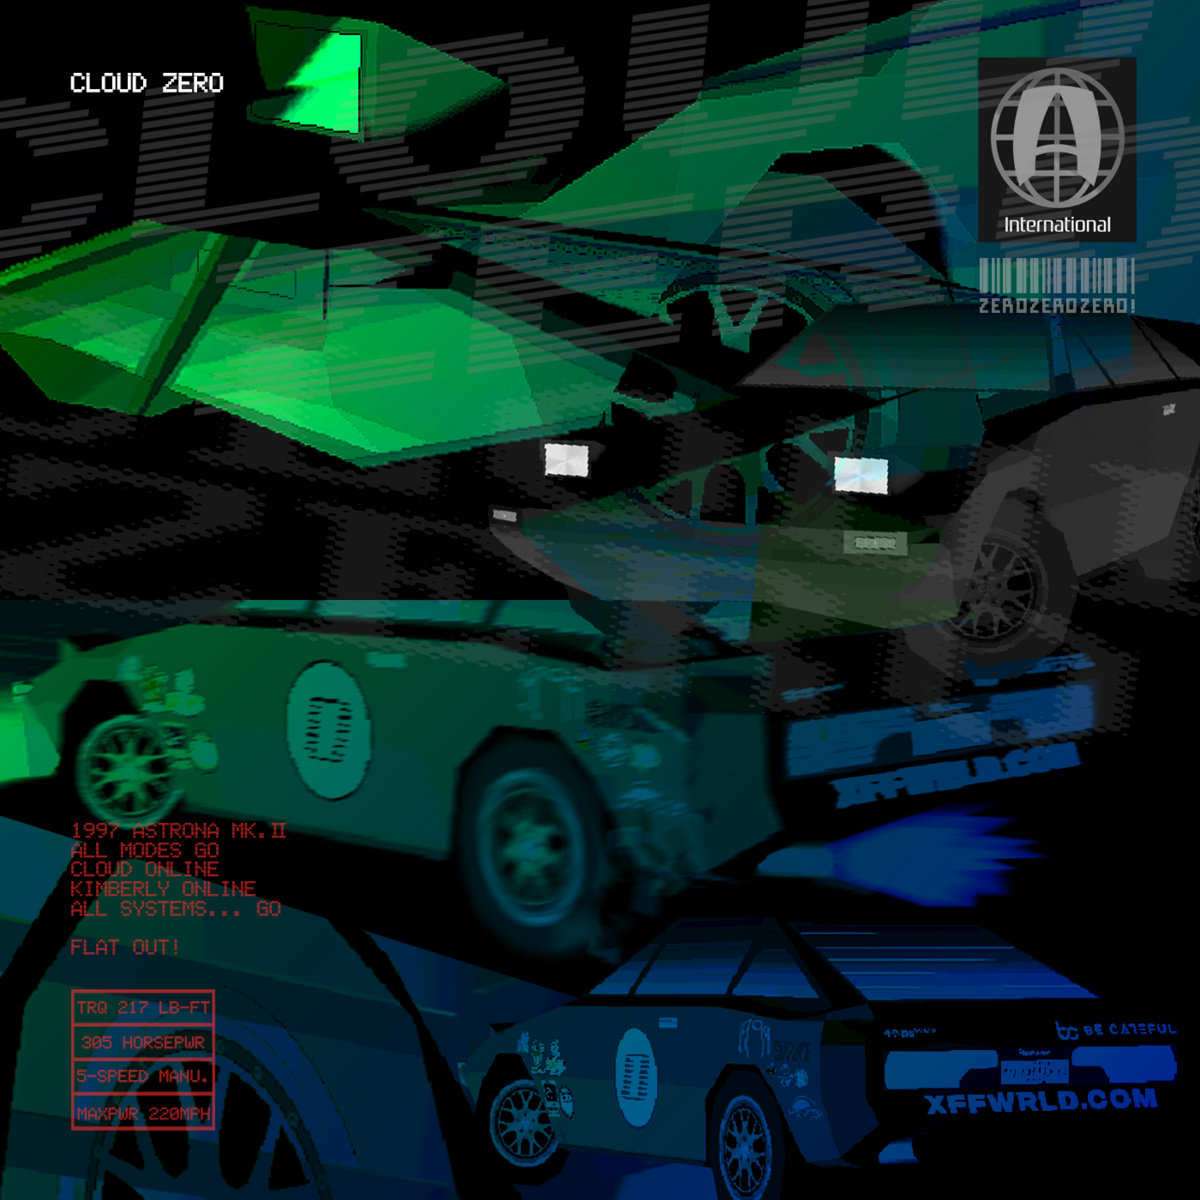 CLOUD ZERO
International
ZEROZEROZERO!
XFFWRLD.COM
1997 ASTRONA MK.II
ALL MODES GO
CLOUD ONLINE
KIMBERLY ONLINE
ALL SYSTEMS... GO
FLAT OUT!
TRQ 217 LB-FT
305 HORSEPWR
5-SPEED MANU.
MAXPWR 220MPH
BE CAREFUL
XFFWRLD.COM